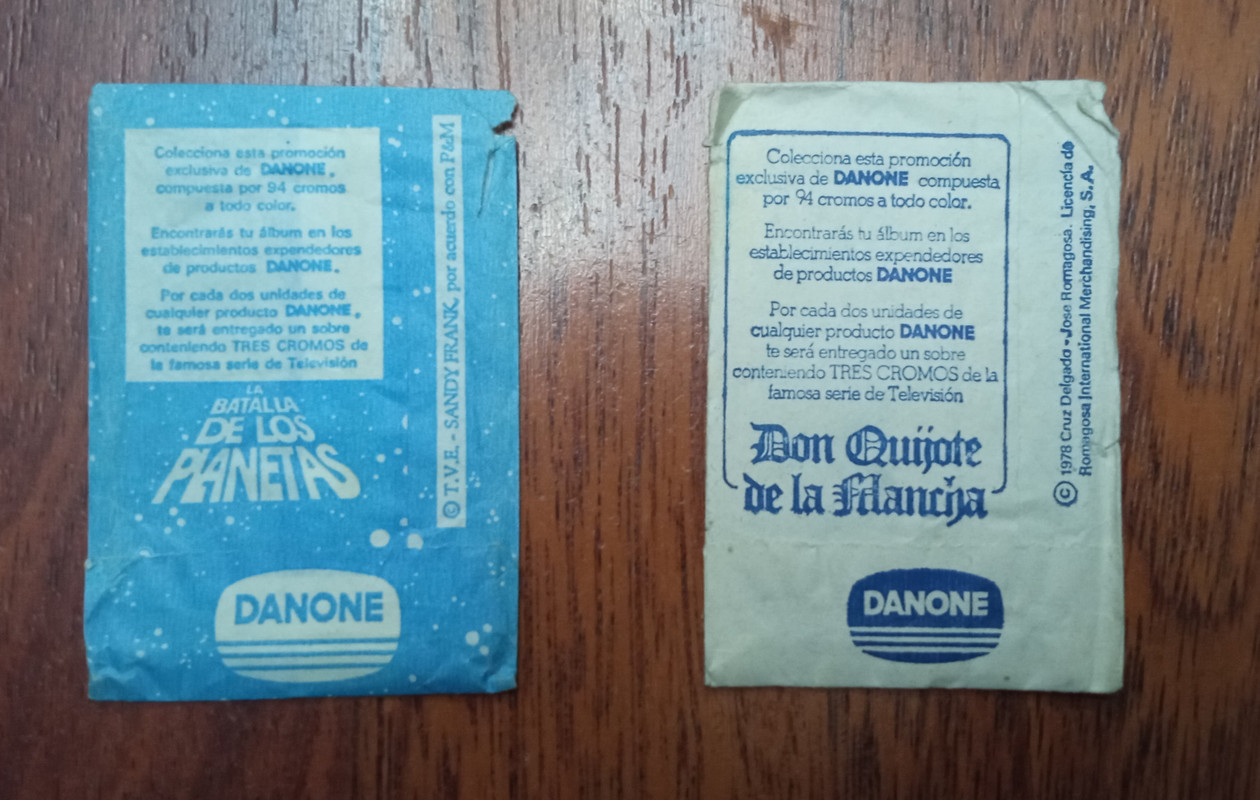 Colecciona esta promoción
exclusiva de DANONE,
compuesta por 94 cromos
a todo color.
Encontrarás tu álbum en los
establecimientos expendedores
de productos DANONE.
Por cada dos unidades de
cualquier producto DANONE,
te será entregado un sobre
conteniendo TRES CROMOS de
la famosa serie de Televisión
LA
BATALLA
DE LOS
PLANETAS
© T.V.E. - SANDY FRANK, por acuerdo con P&M
DANONE
Colecciona esta promoción
exclusiva de DANONE compuesta
por 94 cromos a todo color.
Encontrarás tu álbum en los
establecimientos expendedores
de productos DANONE
Por cada dos unidades de
cualquier producto DANONE
te será entregado un sobre
conteniendo TRES CROMOS de la
famosa serie de Televisión
Don Quijote
de la Mancha
© 1978 Cruz Delgado - Jose Romagosa. Licencia de
Romagosa International Merchandising, S.A.
DANONE